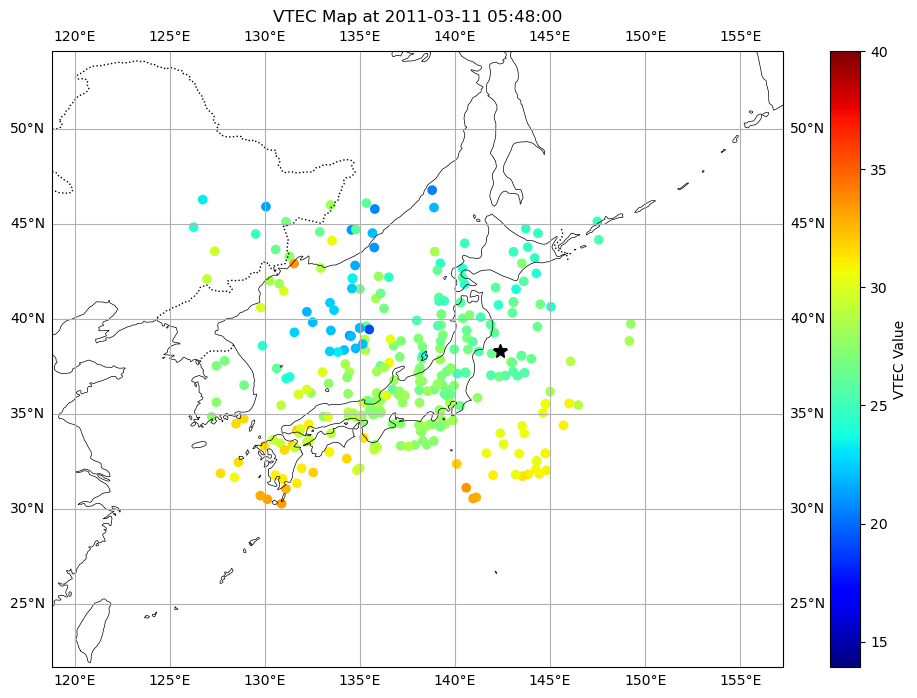 VTEC Map at 2011-03-11 05:48:00
120°E 125°E 130°E 135°E 140°E 145°E 150°E 155°E
40
50°N 50°N
35
45°N 45°N
40°N 40°N
30
VTEC Value
35°N 35°N
25
30°N 30°N
20
25°N 25°N
15
120°E 125°E 130°E 135°E 140°E 145°E 150°E 155°E